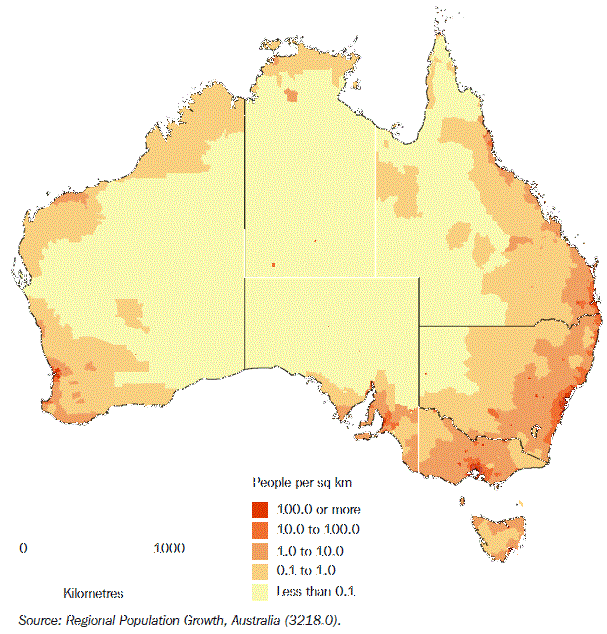 People per sq km
100.0 or more
10.0 to 100.0
1.0 to 10.0
0.1 to 1.0
Less than 0.1
0 1000
Kilometres
Source: Regional Population Growth, Australia (3218.0).